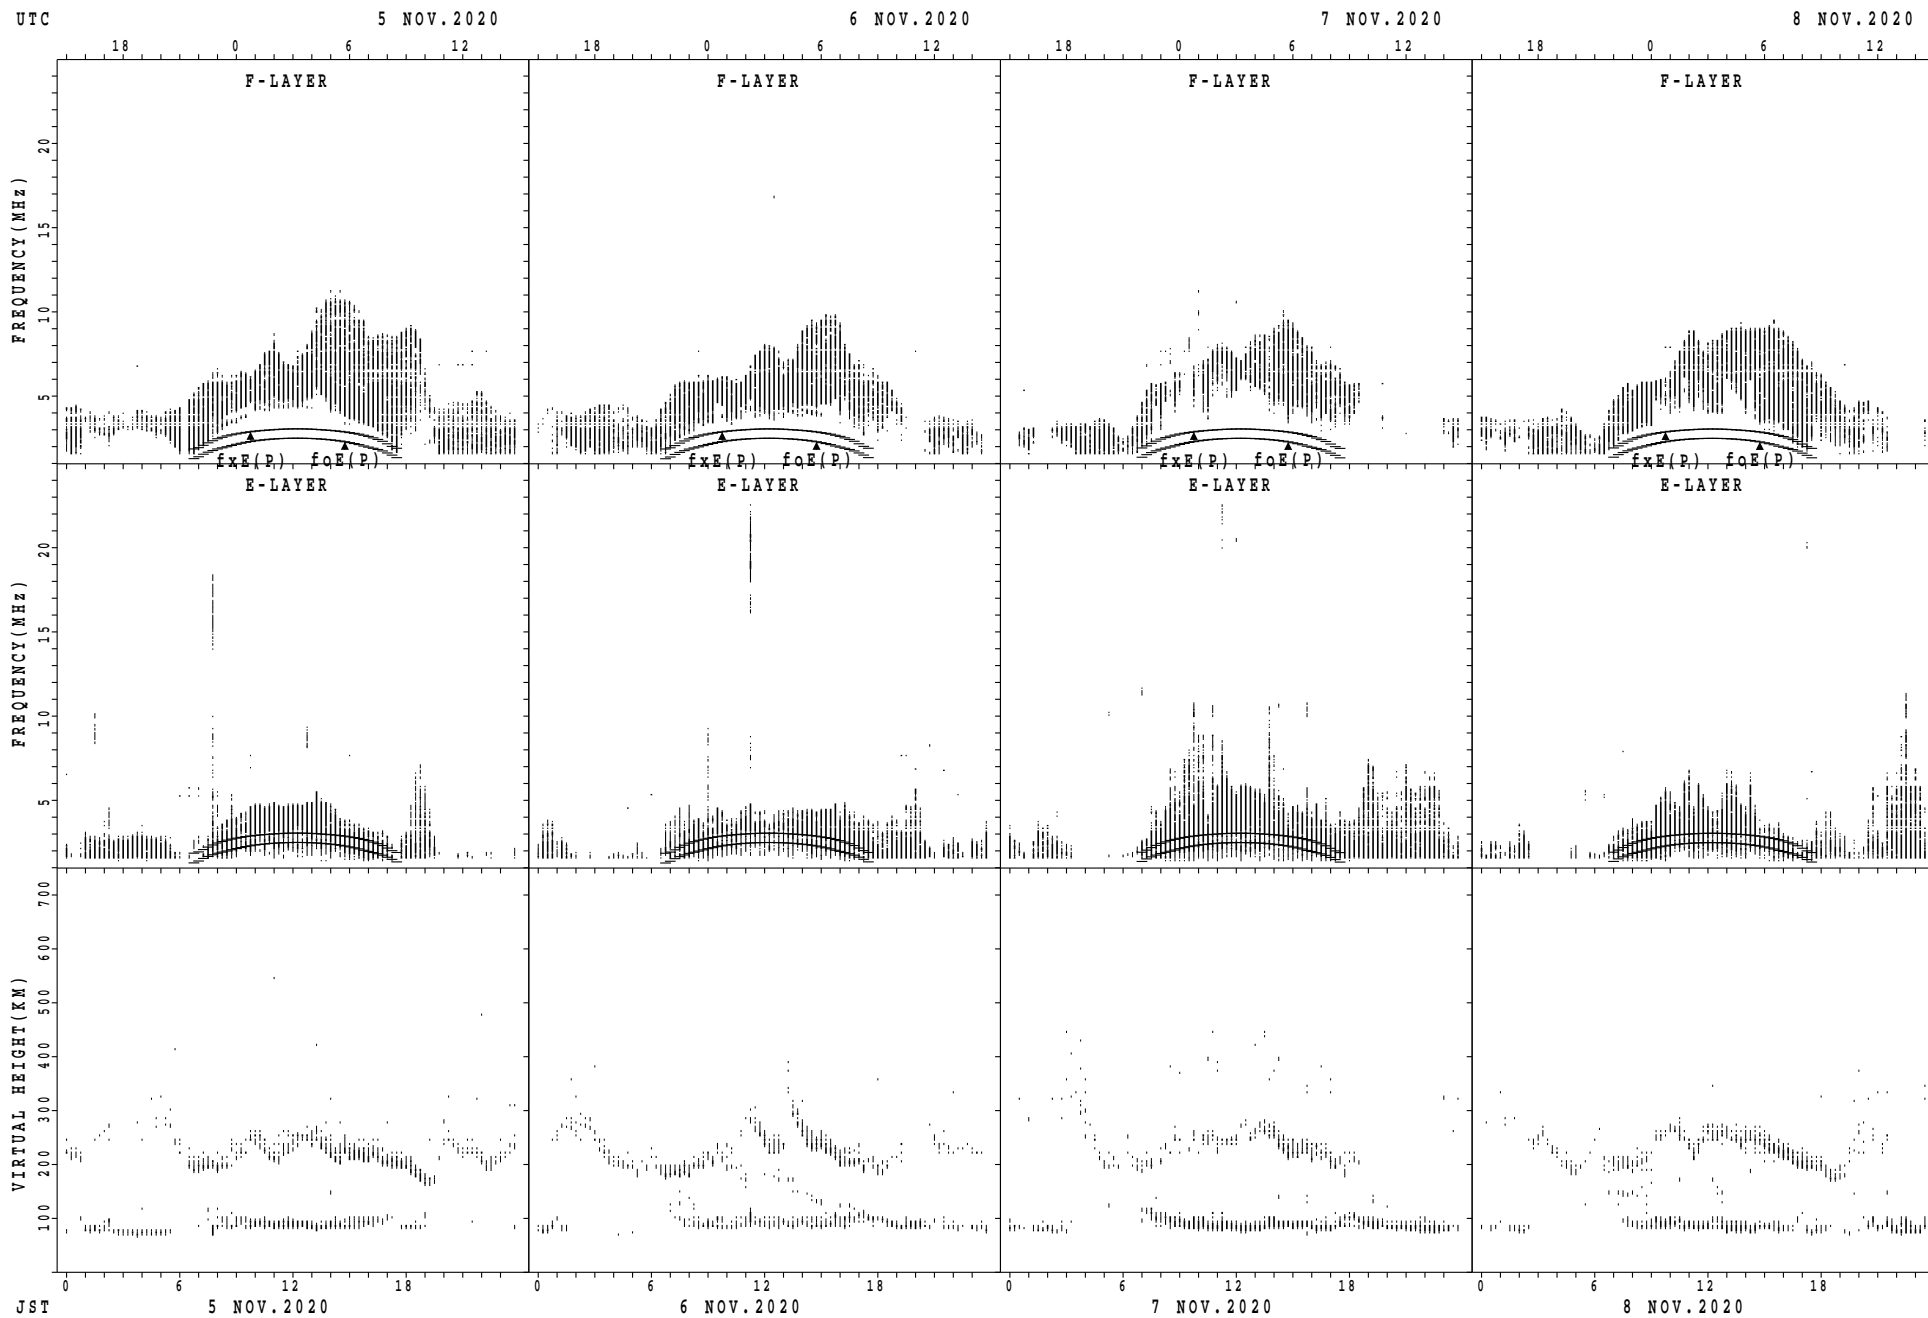 UTC 5 NOV.2020 6 NOV.2020 7 NOV.2020 8 NOV.2020
18 0 6 12 18 0 6 12 18 0 6 12 18 0 6 12
F-LAYER F-LAYER F-LAYER F-LAYER
FREQUENCY(MHz)
20
15
10
5
fxE(P) foE(P) fxE(P) foE(P) fxE(P) foE(P) fxE(P) foE(P)
E-LAYER E-LAYER E-LAYER E-LAYER
FREQUENCY(MHz)
20
15
10
5
VIRTUAL HEIGHT(KM)
700
600
500
400
300
200
100
0 6 12 18 0 6 12 18 0 6 12 18 0 6 12 18
JST 5 NOV.2020 6 NOV.2020 7 NOV.2020 8 NOV.2020